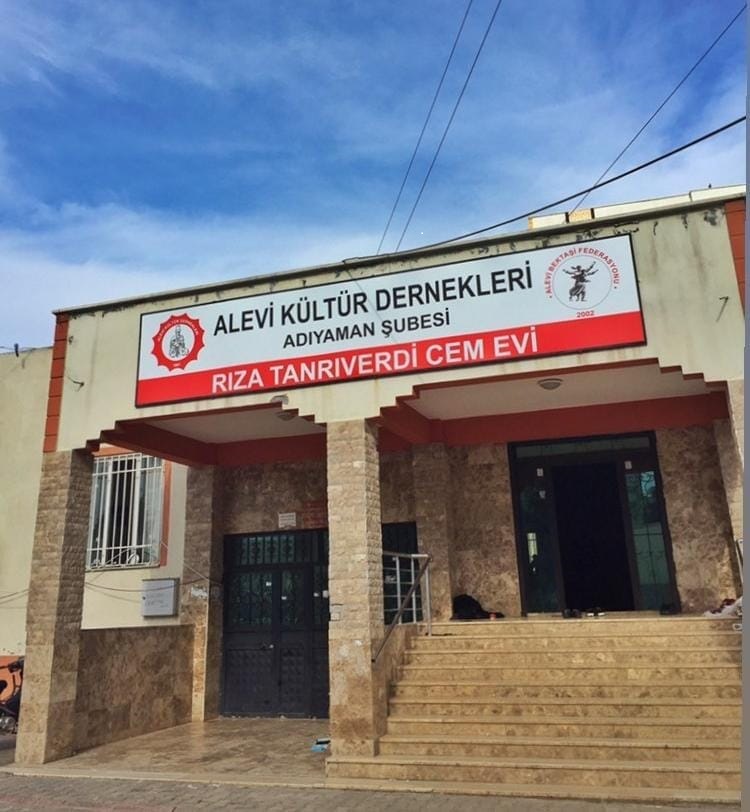 ALEVİ KÜLTÜR DERNEKLERİ
ADIYAMAN ŞUBESİ
RIZA TANRIVERDİ CEM EVİ
ALEVİ BEKTAŞİ FEDERASYONU
2002